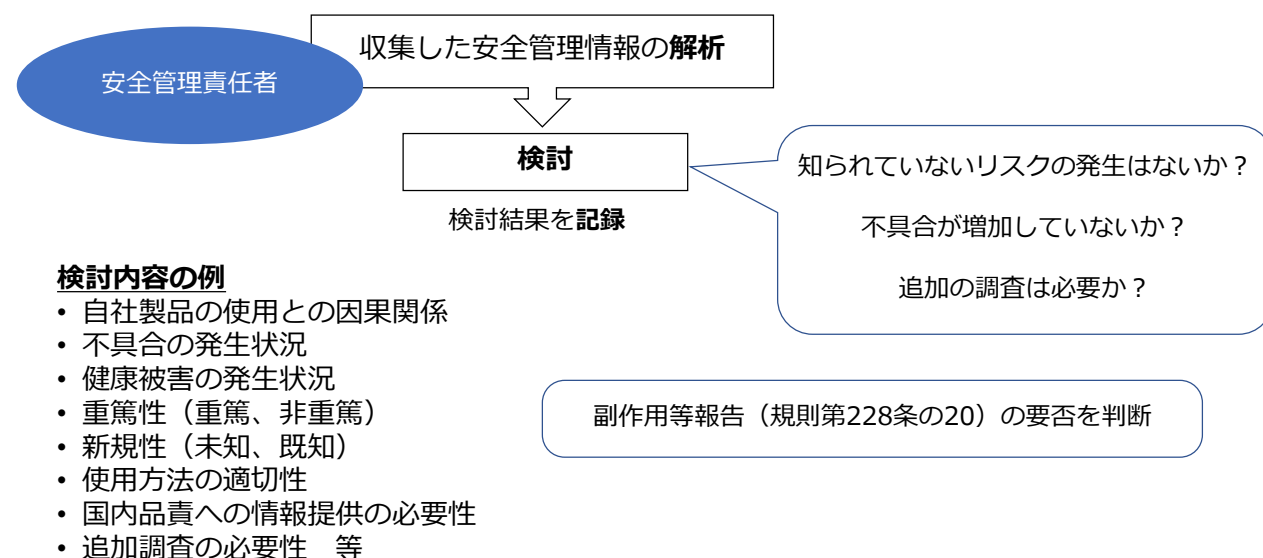 収集した安全管理情報の解析
安全管理責任者
検討
検討結果を記録
知られていないリスクの発生はないか？
不具合が増加していないか？
追加の調査は必要か？
検討内容の例
• 自社製品の使用との因果関係
• 不具合の発生状況
• 健康被害の発生状況
• 重篤性（重篤、非重篤）
• 新規性（未知、既知）
• 使用方法の適切性
• 国内品責への情報提供の必要性
• 追加調査の必要性　等
副作用等報告（規則第228条の20）の要否を判断